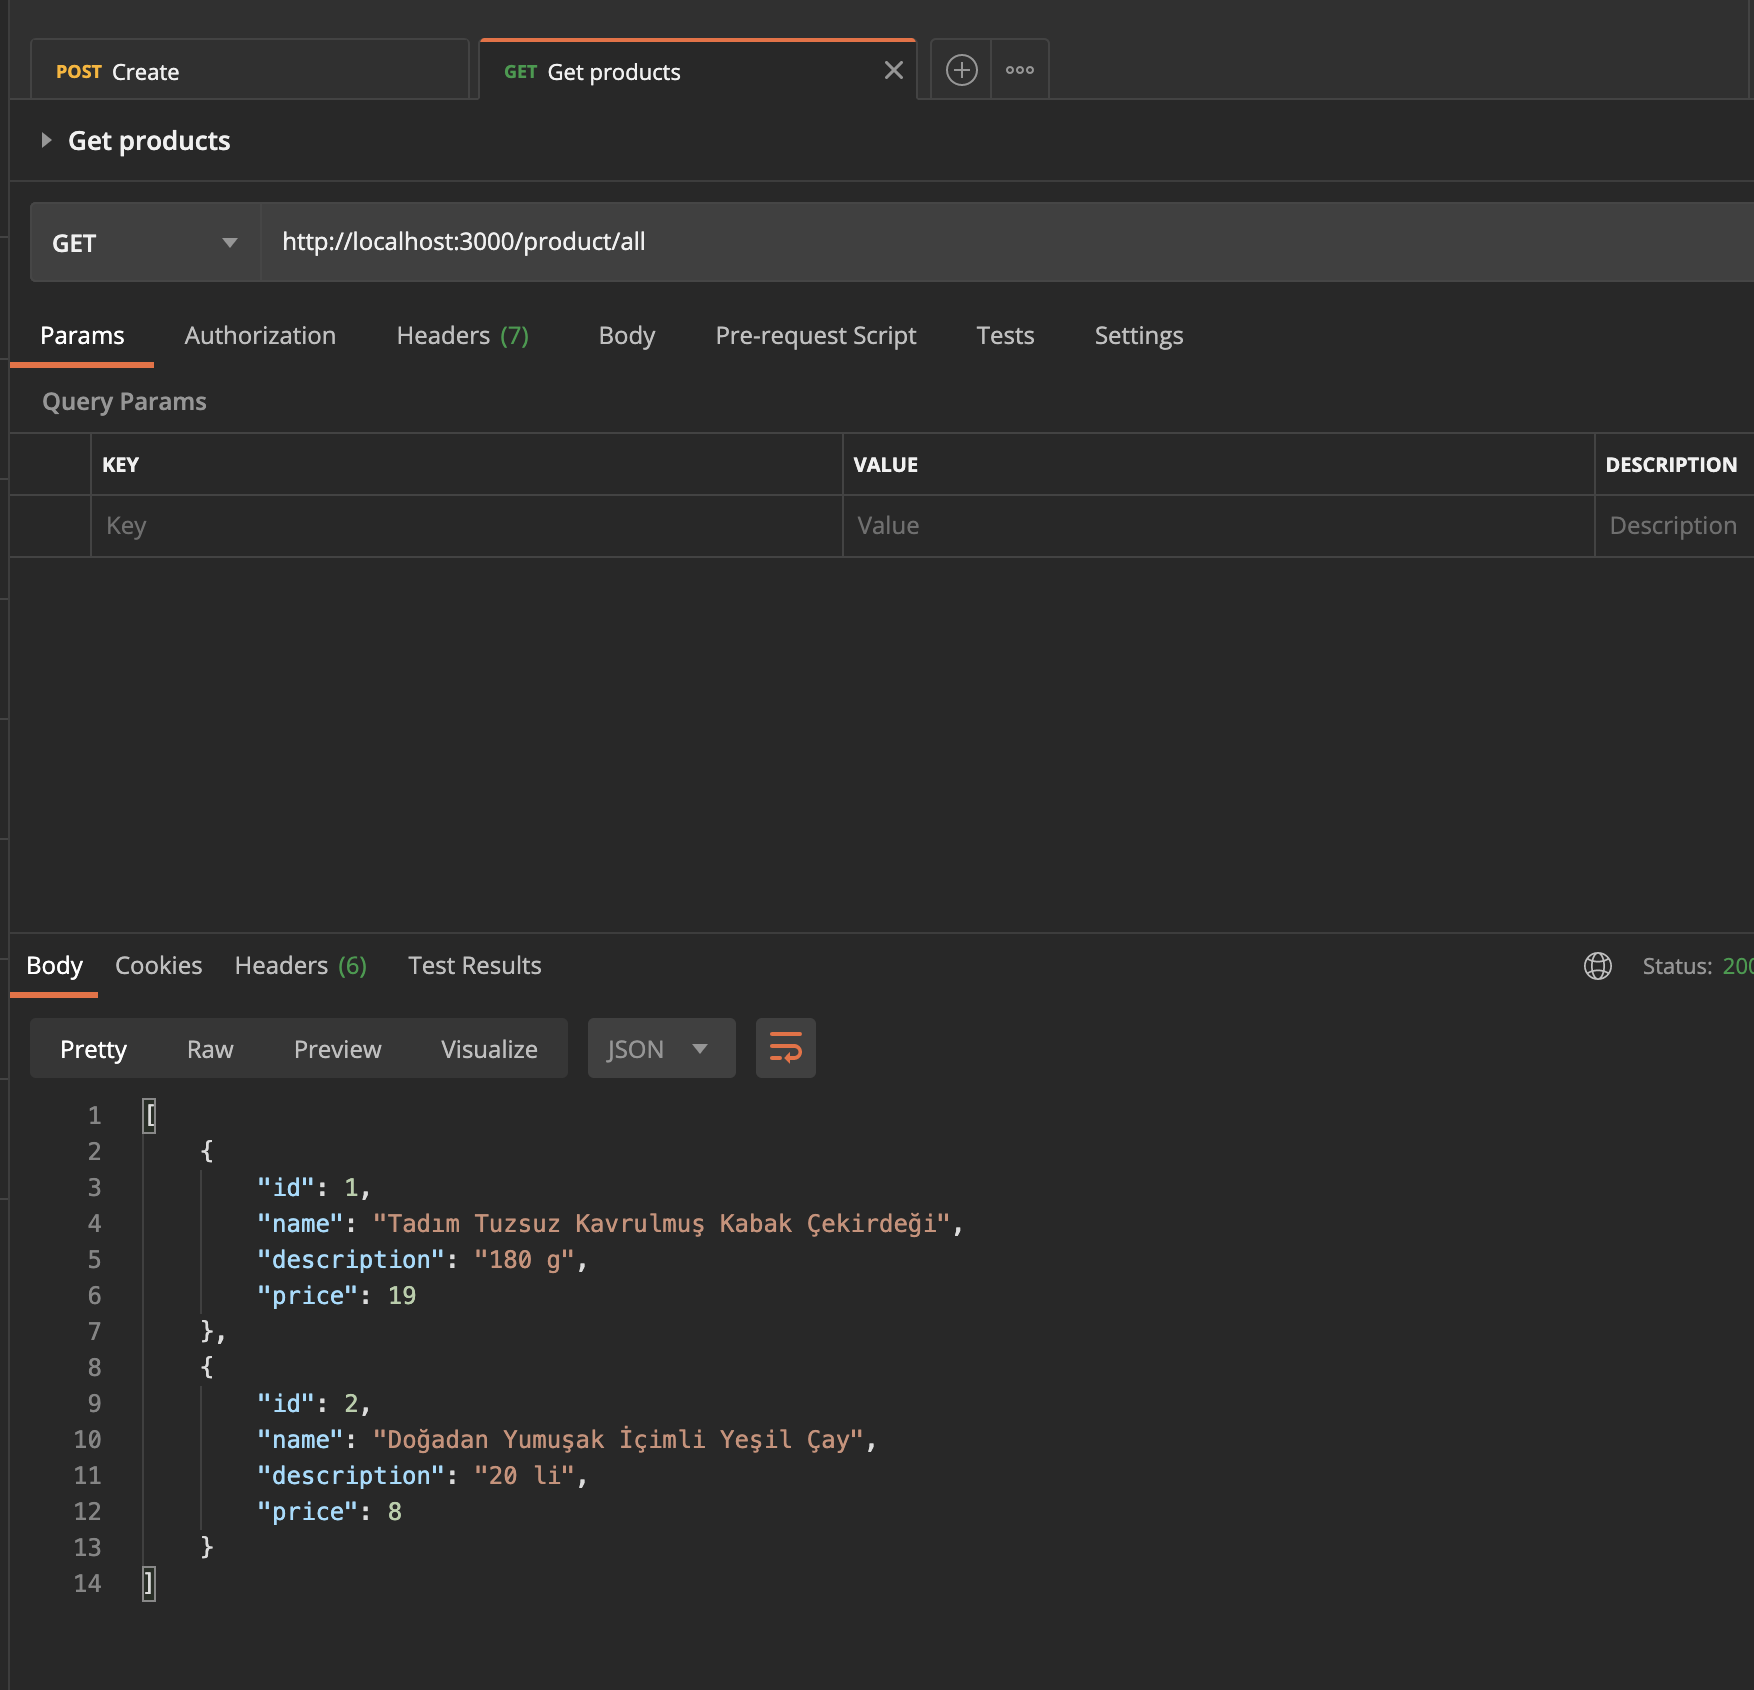 POST Create
GET Get products
Get products
GET http://localhost:3000/product/all
Params Authorization Headers (7) Body Pre-request Script Tests Settings
Query Params
KEY VALUE DESCRIPTION
Key Value Description
Body Cookies Headers (6) Test Results Status: 200
Pretty Raw Preview Visualize JSON
1 [
2 {
3 "id": 1,
4 "name": "Tadım Tuzsuz Kavrulmuş Kabak Çekirdeği",
5 "description": "180 g",
6 "price": 19
7 },
8 {
9 "id": 2,
10 "name": "Doğadan Yumuşak İçimli Yeşil Çay",
11 "description": "20 li",
12 "price": 8
13 }
14 ]